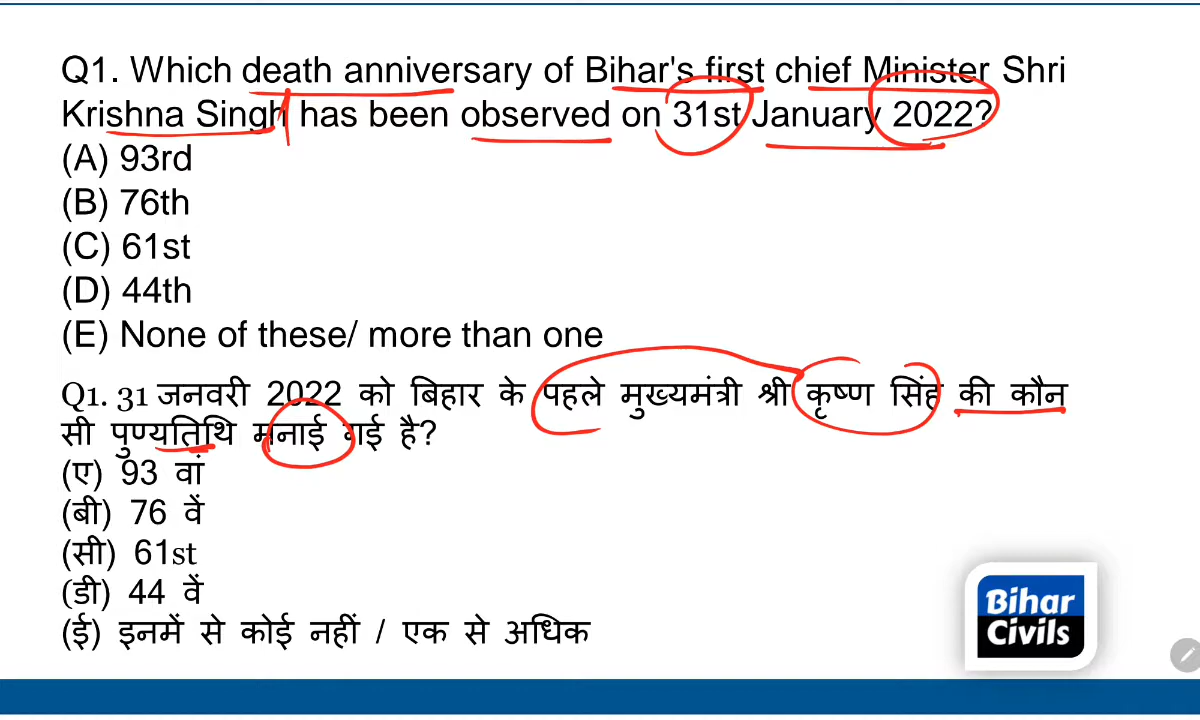 Q1. Which death anniversary of Bihar's first chief Minister Shri
Krishna Singh has been observed on 31st January 2022?
(A) 93rd
(B) 76th
(C) 61st
(D) 44th
(E) None of these/ more than one
Q1. 31 जनवरी 2022 को बिहार के पहले मुख्यमंत्री श्री कृष्ण सिंह की कौन
सी पुण्यतिथि मनाई गई है?
(ए) 93 वां
(बी) 76 वें
(सी) 61st
(डी) 44 वें
(ई) इनमें से कोई नहीं / एक से अधिक
Bihar
Civils